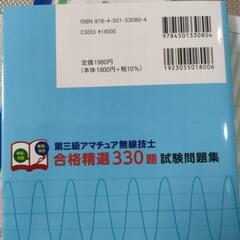 ISBN 978-4-501-33080-4
C3055 ¥1800E
定価1980円
(本体1800円+税10%)
9784501330804
1923055018006
第三級アマチュア無線技士
合格精選330題 試験問題集